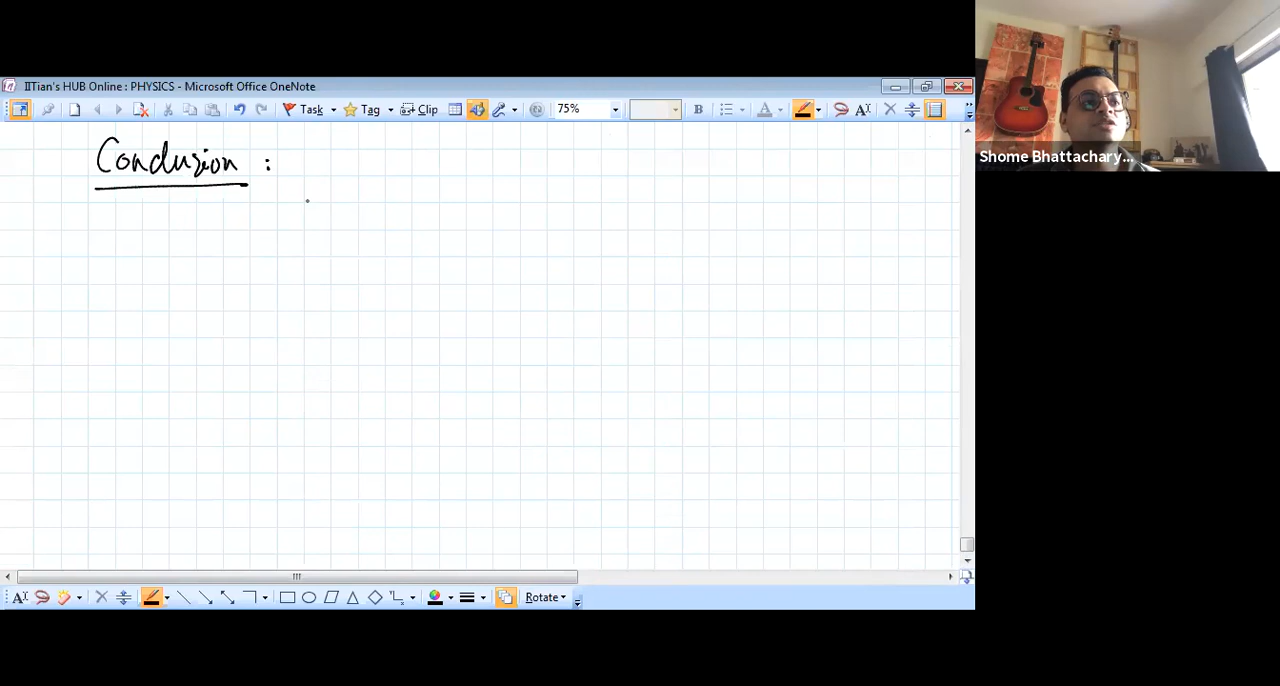 IITian's HUB Online : PHYSICS - Microsoft Office OneNote
Task Tag Clip 75% B A
Conclusion :
Shome Bhattachary...
Rotate